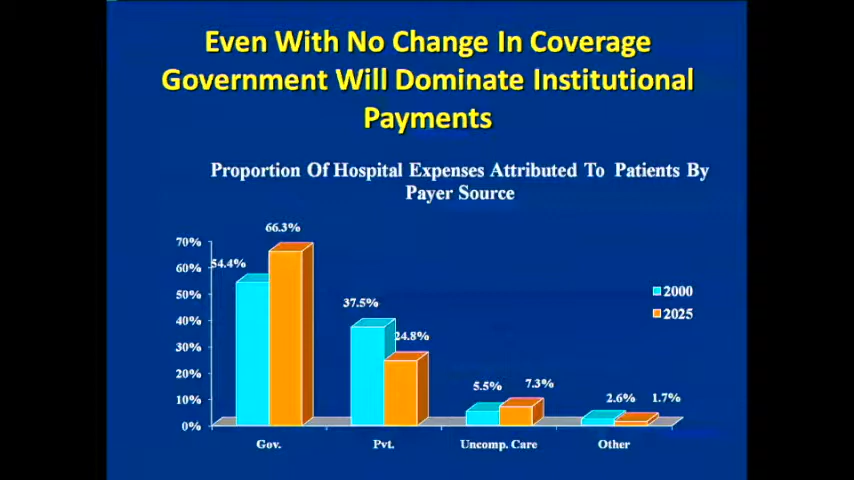 Even With No Change In Coverage
Government Will Dominate Institutional
Payments
Proportion Of Hospital Expenses Attributed To Patients By
Payer Source
66.3%
70%
54.4%
60%
50%
37.5%
40%
24.8%
30%
20%
5.5%
7.3%
2.6%
1.7%
10%
0%
2000
2025
Gov.
Pvt.
Uncomp. Care
Other